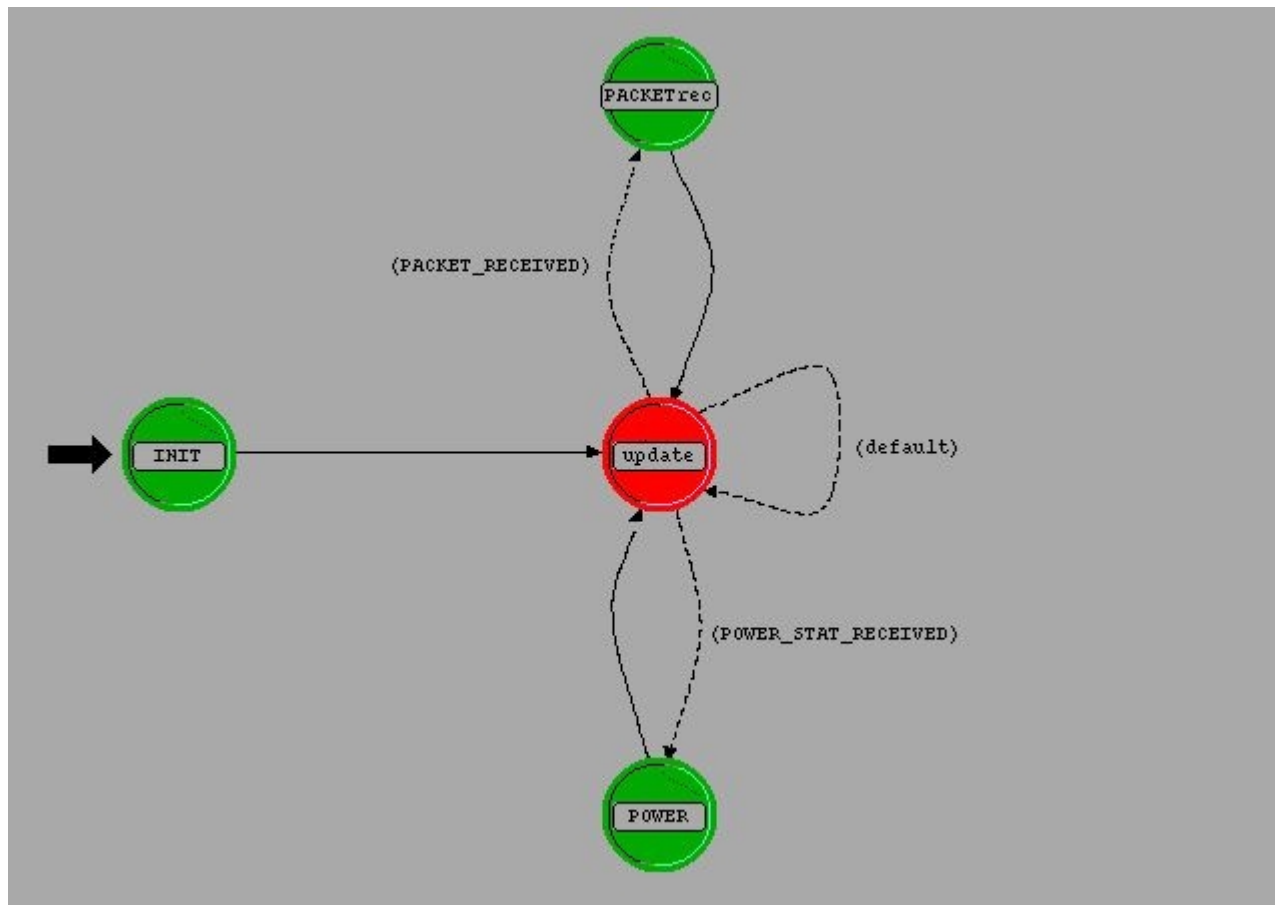 PACKETrec
(PACKET_RECEIVED)
INIT
update
(default)
(POWER_STAT_RECEIVED)
POWER